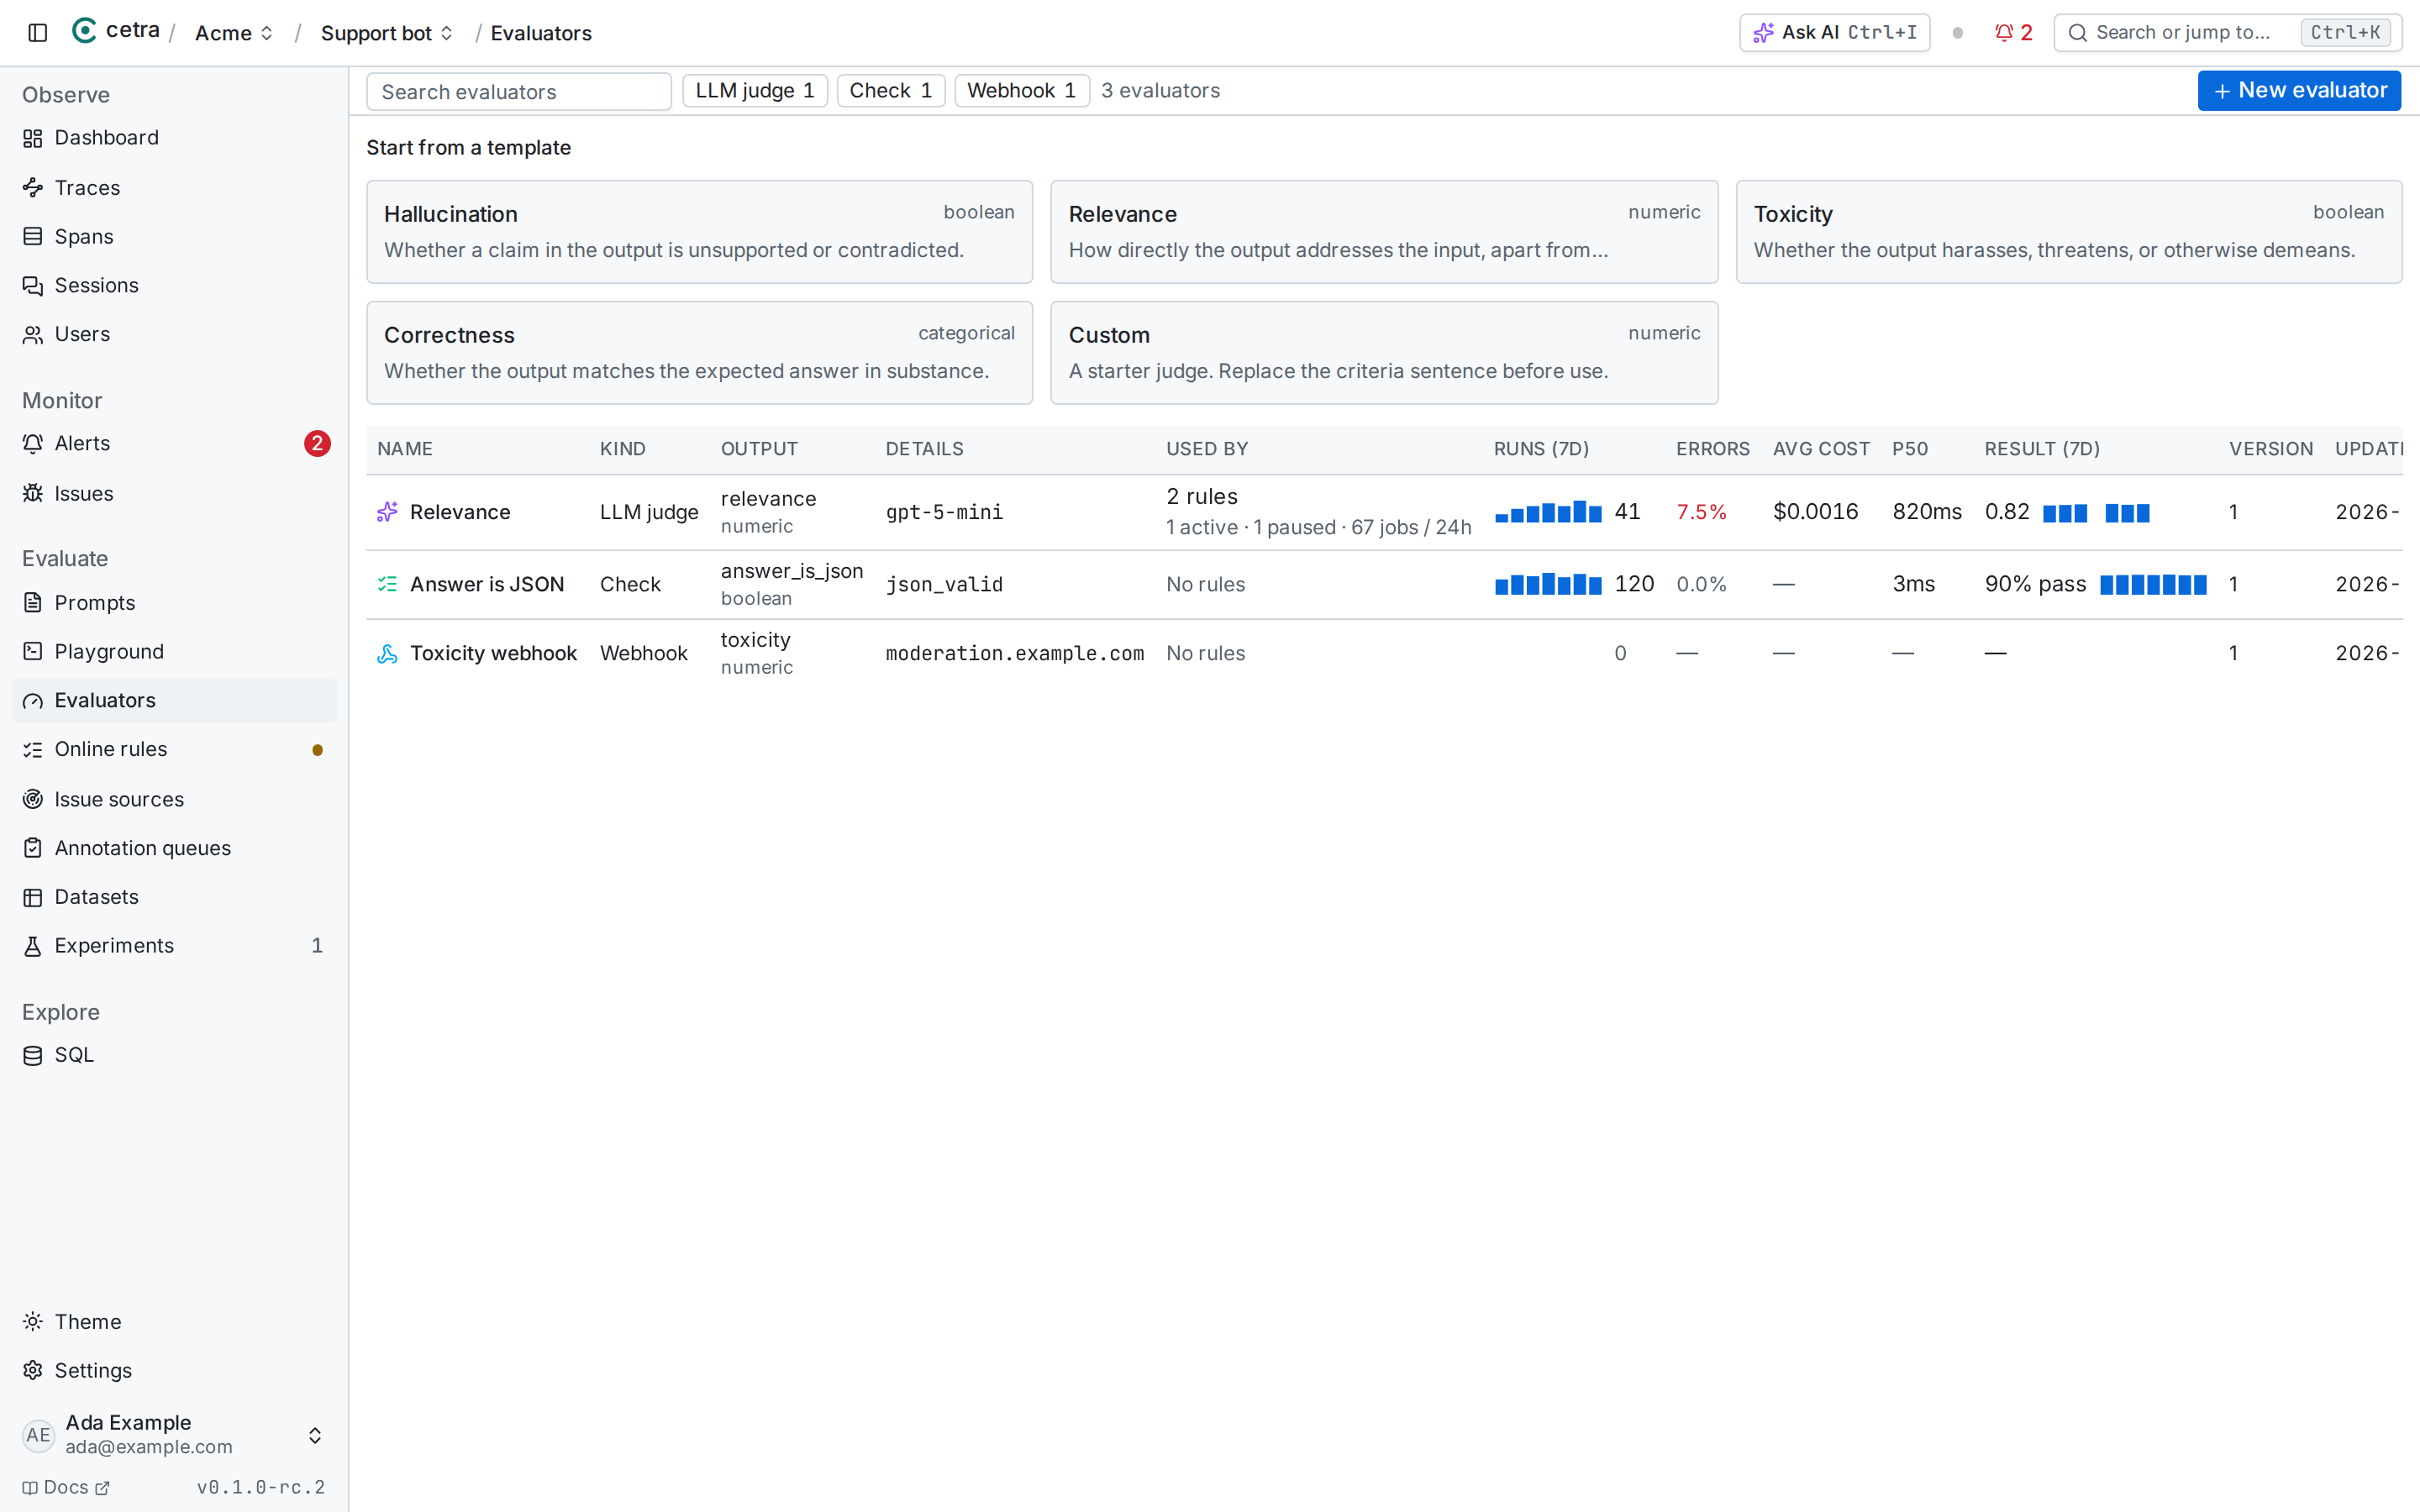 cetra / Acme / Support bot / Evaluators
Ask AI Ctrl+I
2
Search or jump to... Ctrl+K
Observe
Dashboard
Traces
Spans
Sessions
Users
Monitor
Alerts 2
Issues
Evaluate
Prompts
Playground
Evaluators
Online rules
Issue sources
Annotation queues
Datasets
Experiments 1
Explore
SQL
Theme
Settings
AE
Ada Example
ada@example.com
Docs v0.1.0-rc.2
Search evaluators LLM judge 1 Check 1 Webhook 1 3 evaluators
+ New evaluator
Start from a template
Hallucination boolean
Whether a claim in the output is unsupported or contradicted.
Relevance numeric
How directly the output addresses the input, apart from...
Toxicity boolean
Whether the output harasses, threatens, or otherwise demeans.
Correctness categorical
Whether the output matches the expected answer in substance.
Custom numeric
A starter judge. Replace the criteria sentence before use.
NAME KIND OUTPUT DETAILS USED BY RUNS (7D) ERRORS AVG COST P50 RESULT (7D) VERSION UPDATE
Relevance LLM judge relevance gpt-5-mini 2 rules 41 7.5% $0.0016 820ms 0.82 1 2026-
numeric 1 active · 1 paused · 67 jobs / 24h
Answer is JSON Check answer_is_json json_valid No rules 120 0.0% — 3ms 90% pass 1 2026-
boolean
Toxicity webhook Webhook toxicity moderation.example.com No rules 0 — — — — 1 2026-
numeric